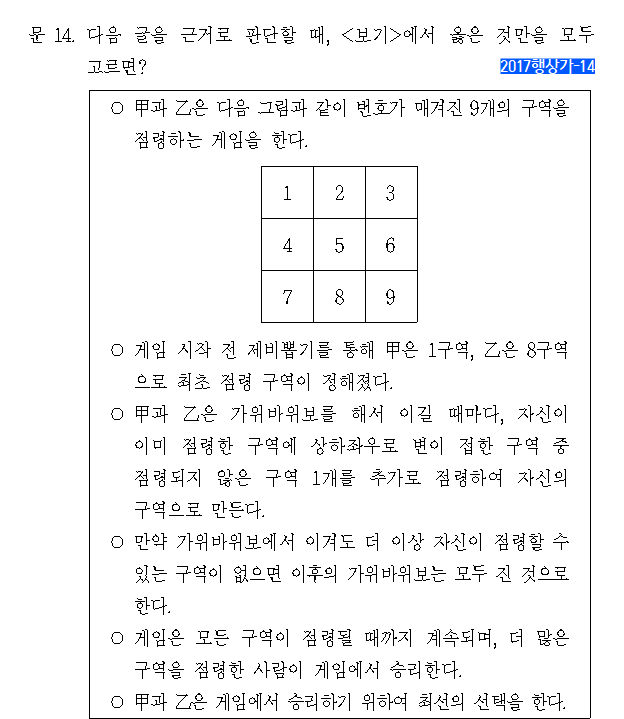 문 14. 다음 글을 근거로 판단할 때, <보기>에서 옳은 것만을 모두
고르면?
2017행상가-14
○ 甲과 乙은 다음 그림과 같이 번호가 매겨진 9개의 구역을
점령하는 게임을 한다.
1 2 3
4 5 6
7 8 9
○ 게임 시작 전 제비뽑기를 통해 甲은 1구역, 乙은 8구역
으로 최초 점령 구역이 정해졌다.
○ 甲과 乙은 가위바위보를 해서 이길 때마다, 자신이
이미 점령한 구역에 상하좌우로 변이 접한 구역 중
점령되지 않은 구역 1개를 추가로 점령하여 자신의
구역으로 만든다.
○ 만약 가위바위보에서 이겨도 더 이상 자신이 점령할 수
있는 구역이 없으면 이후의 가위바위보는 모두 진 것으로
한다.
○ 게임은 모든 구역이 점령될 때까지 계속되며, 더 많은
구역을 점령한 사람이 게임에서 승리한다.
○ 甲과 乙은 게임에서 승리하기 위하여 최선의 선택을 한다.